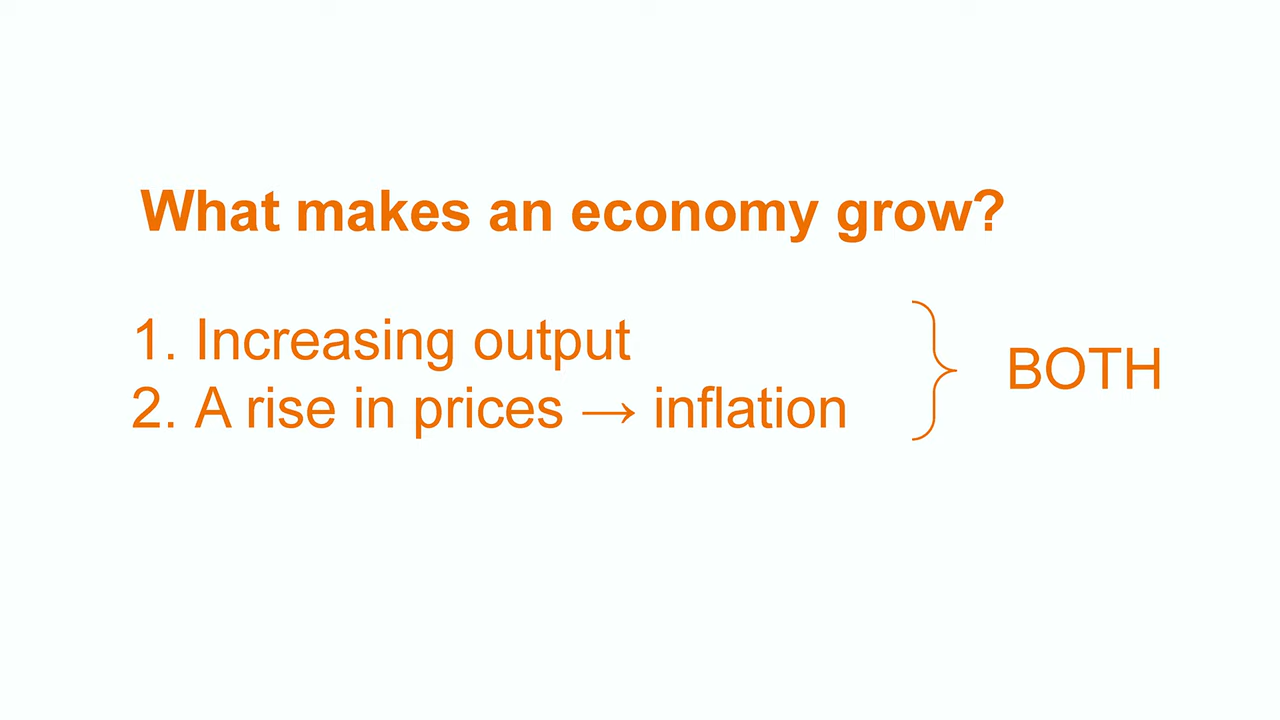 What makes an economy grow?
1. Increasing output
2. A rise in prices → inflation
BOTH